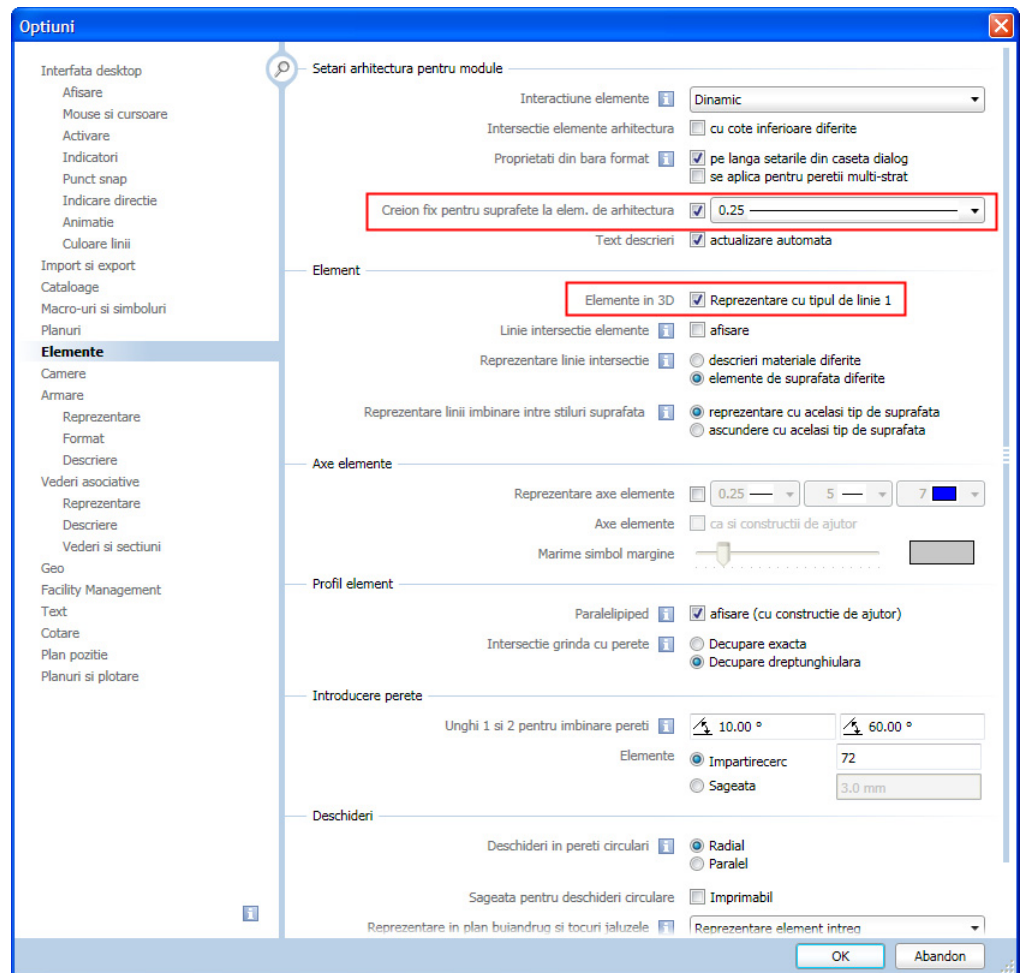 Optiuni
Interfata desktop
Afisare
Mouse si cursoare
Activare
Indicatori
Punct snap
Indicare directie
Animatie
Culoare linii
Import si export
Cataloage
Macro-uri si simboluri
Planuri
Elemente
Camere
Armare
Reprezentare
Format
Descriere
Vederi asociative
Reprezentare
Descriere
Vederi si sectiuni
Geo
Facility Management
Text
Cotare
Plan pozitie
Planuri si plotare
Setari arhitectura pentru module
Interactiune elemente Dinamic
Intersectie elemente arhitectura cu cote inferioare diferite
Proprietati din bara format pe langa setarile din caseta dialog
se aplica pentru peretii multi-strat
Creion fix pentru suprafete la elem. de arhitectura 0.25
Text descrieri actualizare automata
Element
Elemente in 3D Reprezentare cu tipul de linie 1
Linie intersectie elemente afisare
Reprezentare linie intersectie descrieri materiale diferite
elemente de suprafata diferite
Reprezentare linii imbinare intre stiluri suprafata reprezentare cu acelasi tip de suprafata
ascundere cu acelasi tip de suprafata
Axe elemente
Reprezentare axe elemente 0.25 5 7
Axe elemente ca si constructii de ajutor
Marime simbol margine
Profil element
Paralelipiped afisare (cu constructie de ajutor)
Intersectie grinda cu perete Decupare exacta
Decupare dreptunghiulara
Introducere perete
Unghi 1 si 2 pentru imbinare pereti 10.00 ° 60.00 °
Elemente Impartirecerc 72
Sageata 3.0 mm
Deschideri
Deschideri in pereti circulari Radial
Paralel
Sageata pentru deschideri circulare Imprimabil
Reprezentare in plan buiandrug si tocuri jaluzele Reprezentare element intreg
OK Abandon